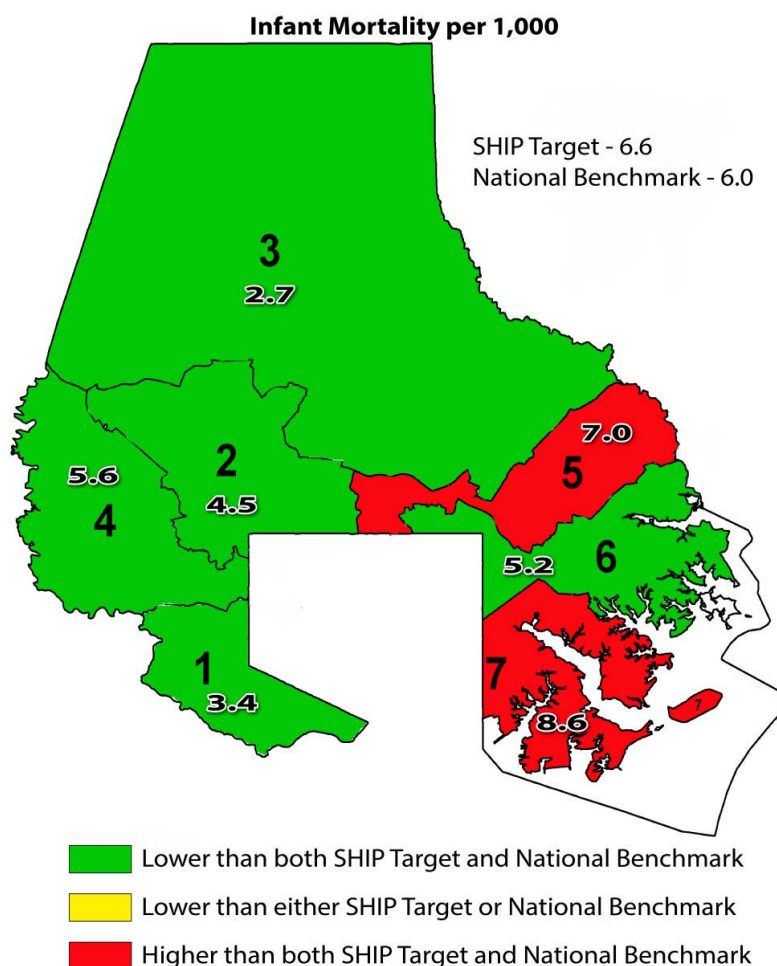 Infant Mortality per 1,000
SHIP Target - 6.6
National Benchmark - 6.0
3
2.7
7.0
5
2
4.5
5.6
4
6
5.2
1
3.4
7
7
8.6
Lower than both SHIP Target and National Benchmark
Lower than either SHIP Target or National Benchmark
Higher than both SHIP Target and National Benchmark